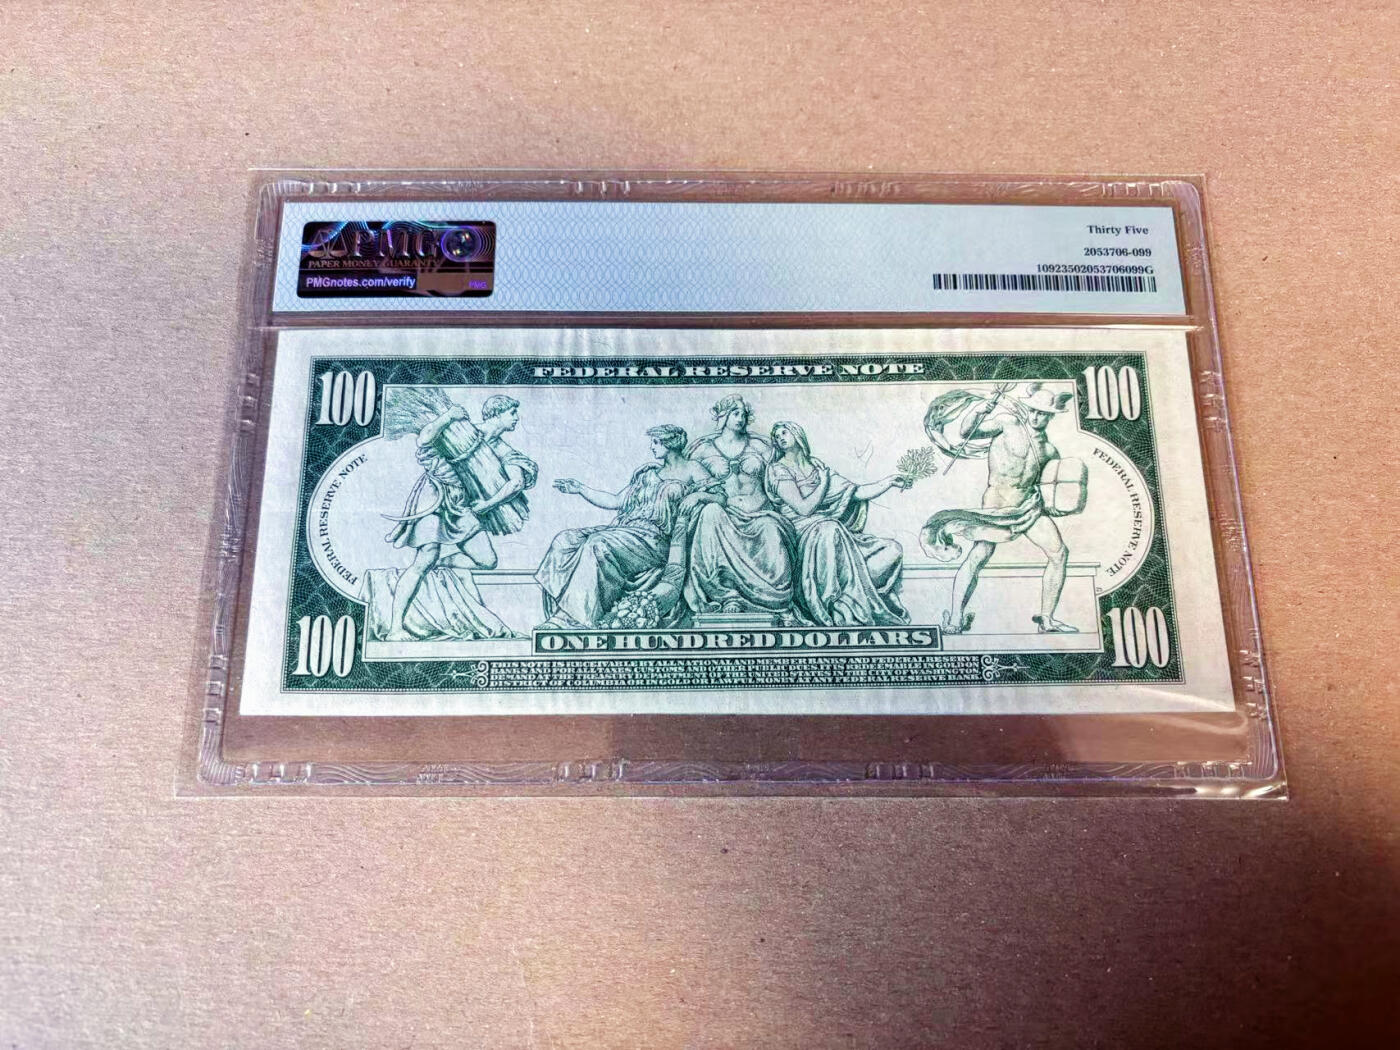 PMG
PAPER MONEY GUARANTY
PMGnotes.com/verify
PMG
Thirty Five
2053706-099
10923502053706099G
FEDERAL RESERVE NOTE
100
100
FEDERAL RESERVE NOTE
FEDERAL RESERVE NOTE
100
ONE HUNDRED DOLLARS
100
THIS NOTE IS RECEIVABLE BY ALL NATIONAL AND MEMBER BANKS AND FEDERAL RESERVE
BANKS AND FOR ALL TAXES, CUSTOMS AND OTHER PUBLIC DUES. IT IS REDEEMABLE IN GOLD ON
DEMAND AT THE TREASURY DEPARTMENT OF THE UNITED STATES IN THE CITY OF WASHINGTON,
DISTRICT OF COLUMBIA OR IN GOLD OR LAWFUL MONEY AT ANY FEDERAL RESERVE BANK.